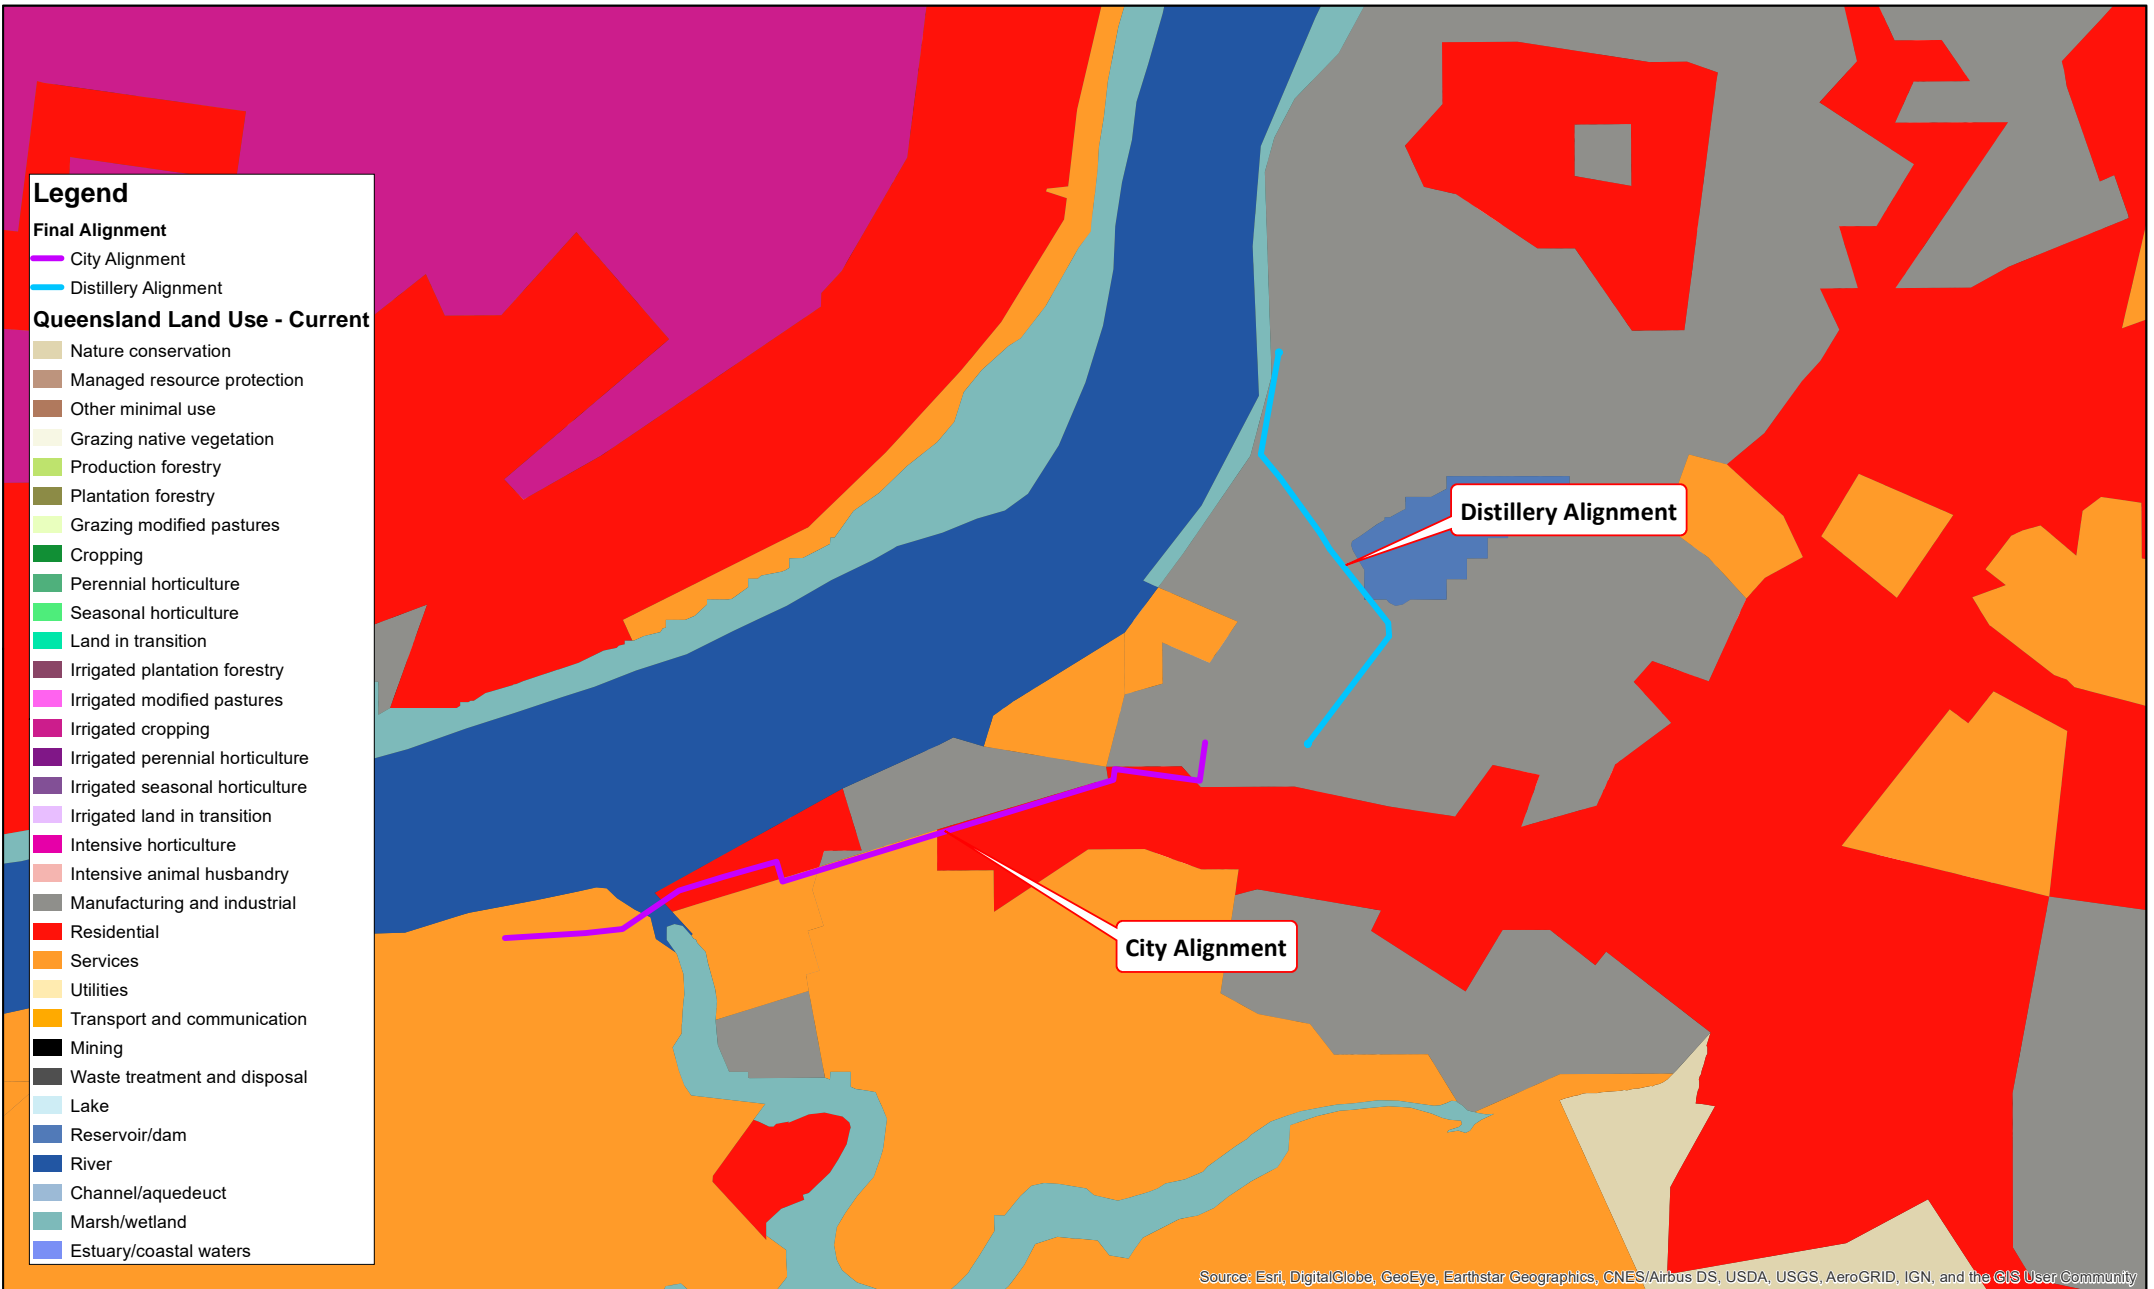 Legend
Final Alignment
City Alignment
Distillery Alignment
Queensland Land Use - Current
Nature conservation
Managed resource protection
Other minimal use
Grazing native vegetation
Production forestry
Plantation forestry
Grazing modified pastures
Cropping
Perennial horticulture
Seasonal horticulture
Land in transition
Irrigated plantation forestry
Irrigated modified pastures
Irrigated cropping
Irrigated perennial horticulture
Irrigated seasonal horticulture
Irrigated land in transition
Intensive horticulture
Intensive animal husbandry
Manufacturing and industrial
Residential
Services
Utilities
Transport and communication
Mining
Waste treatment and disposal
Lake
Reservoir/dam
River
Channel/aquedeuct
Marsh/wetland
Estuary/coastal waters
Distillery Alignment
City Alignment
Source: Esri, DigitalGlobe, GeoEye, Earthstar Geographics, CNES/Airbus DS, USDA, USGS, AeroGRID, IGN, and the GIS User Community